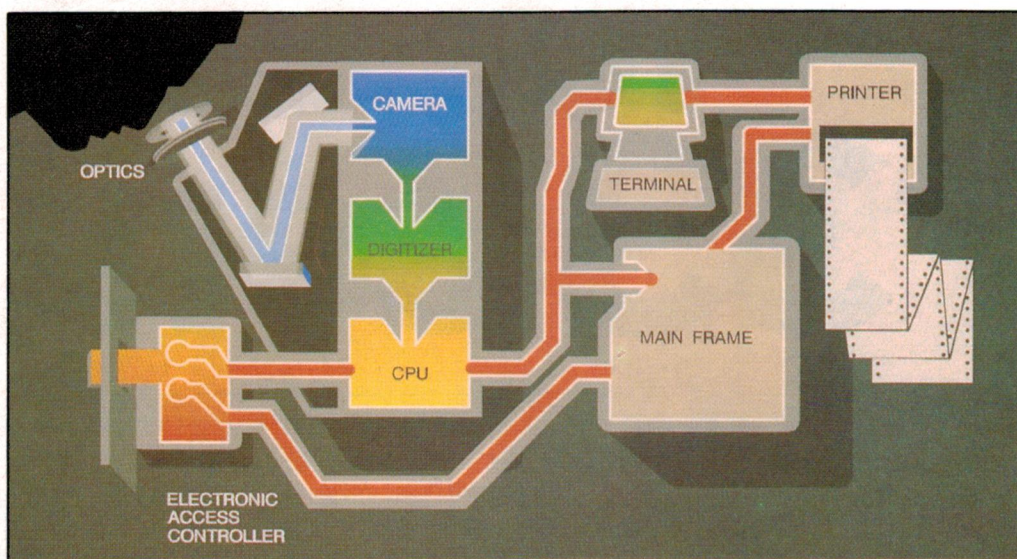 CAMERA
PRINTER
OPTICS
TERMINAL
DIGITIZER
MAIN FRAME
CPU
ELECTRONIC
ACCESS
CONTROLLER